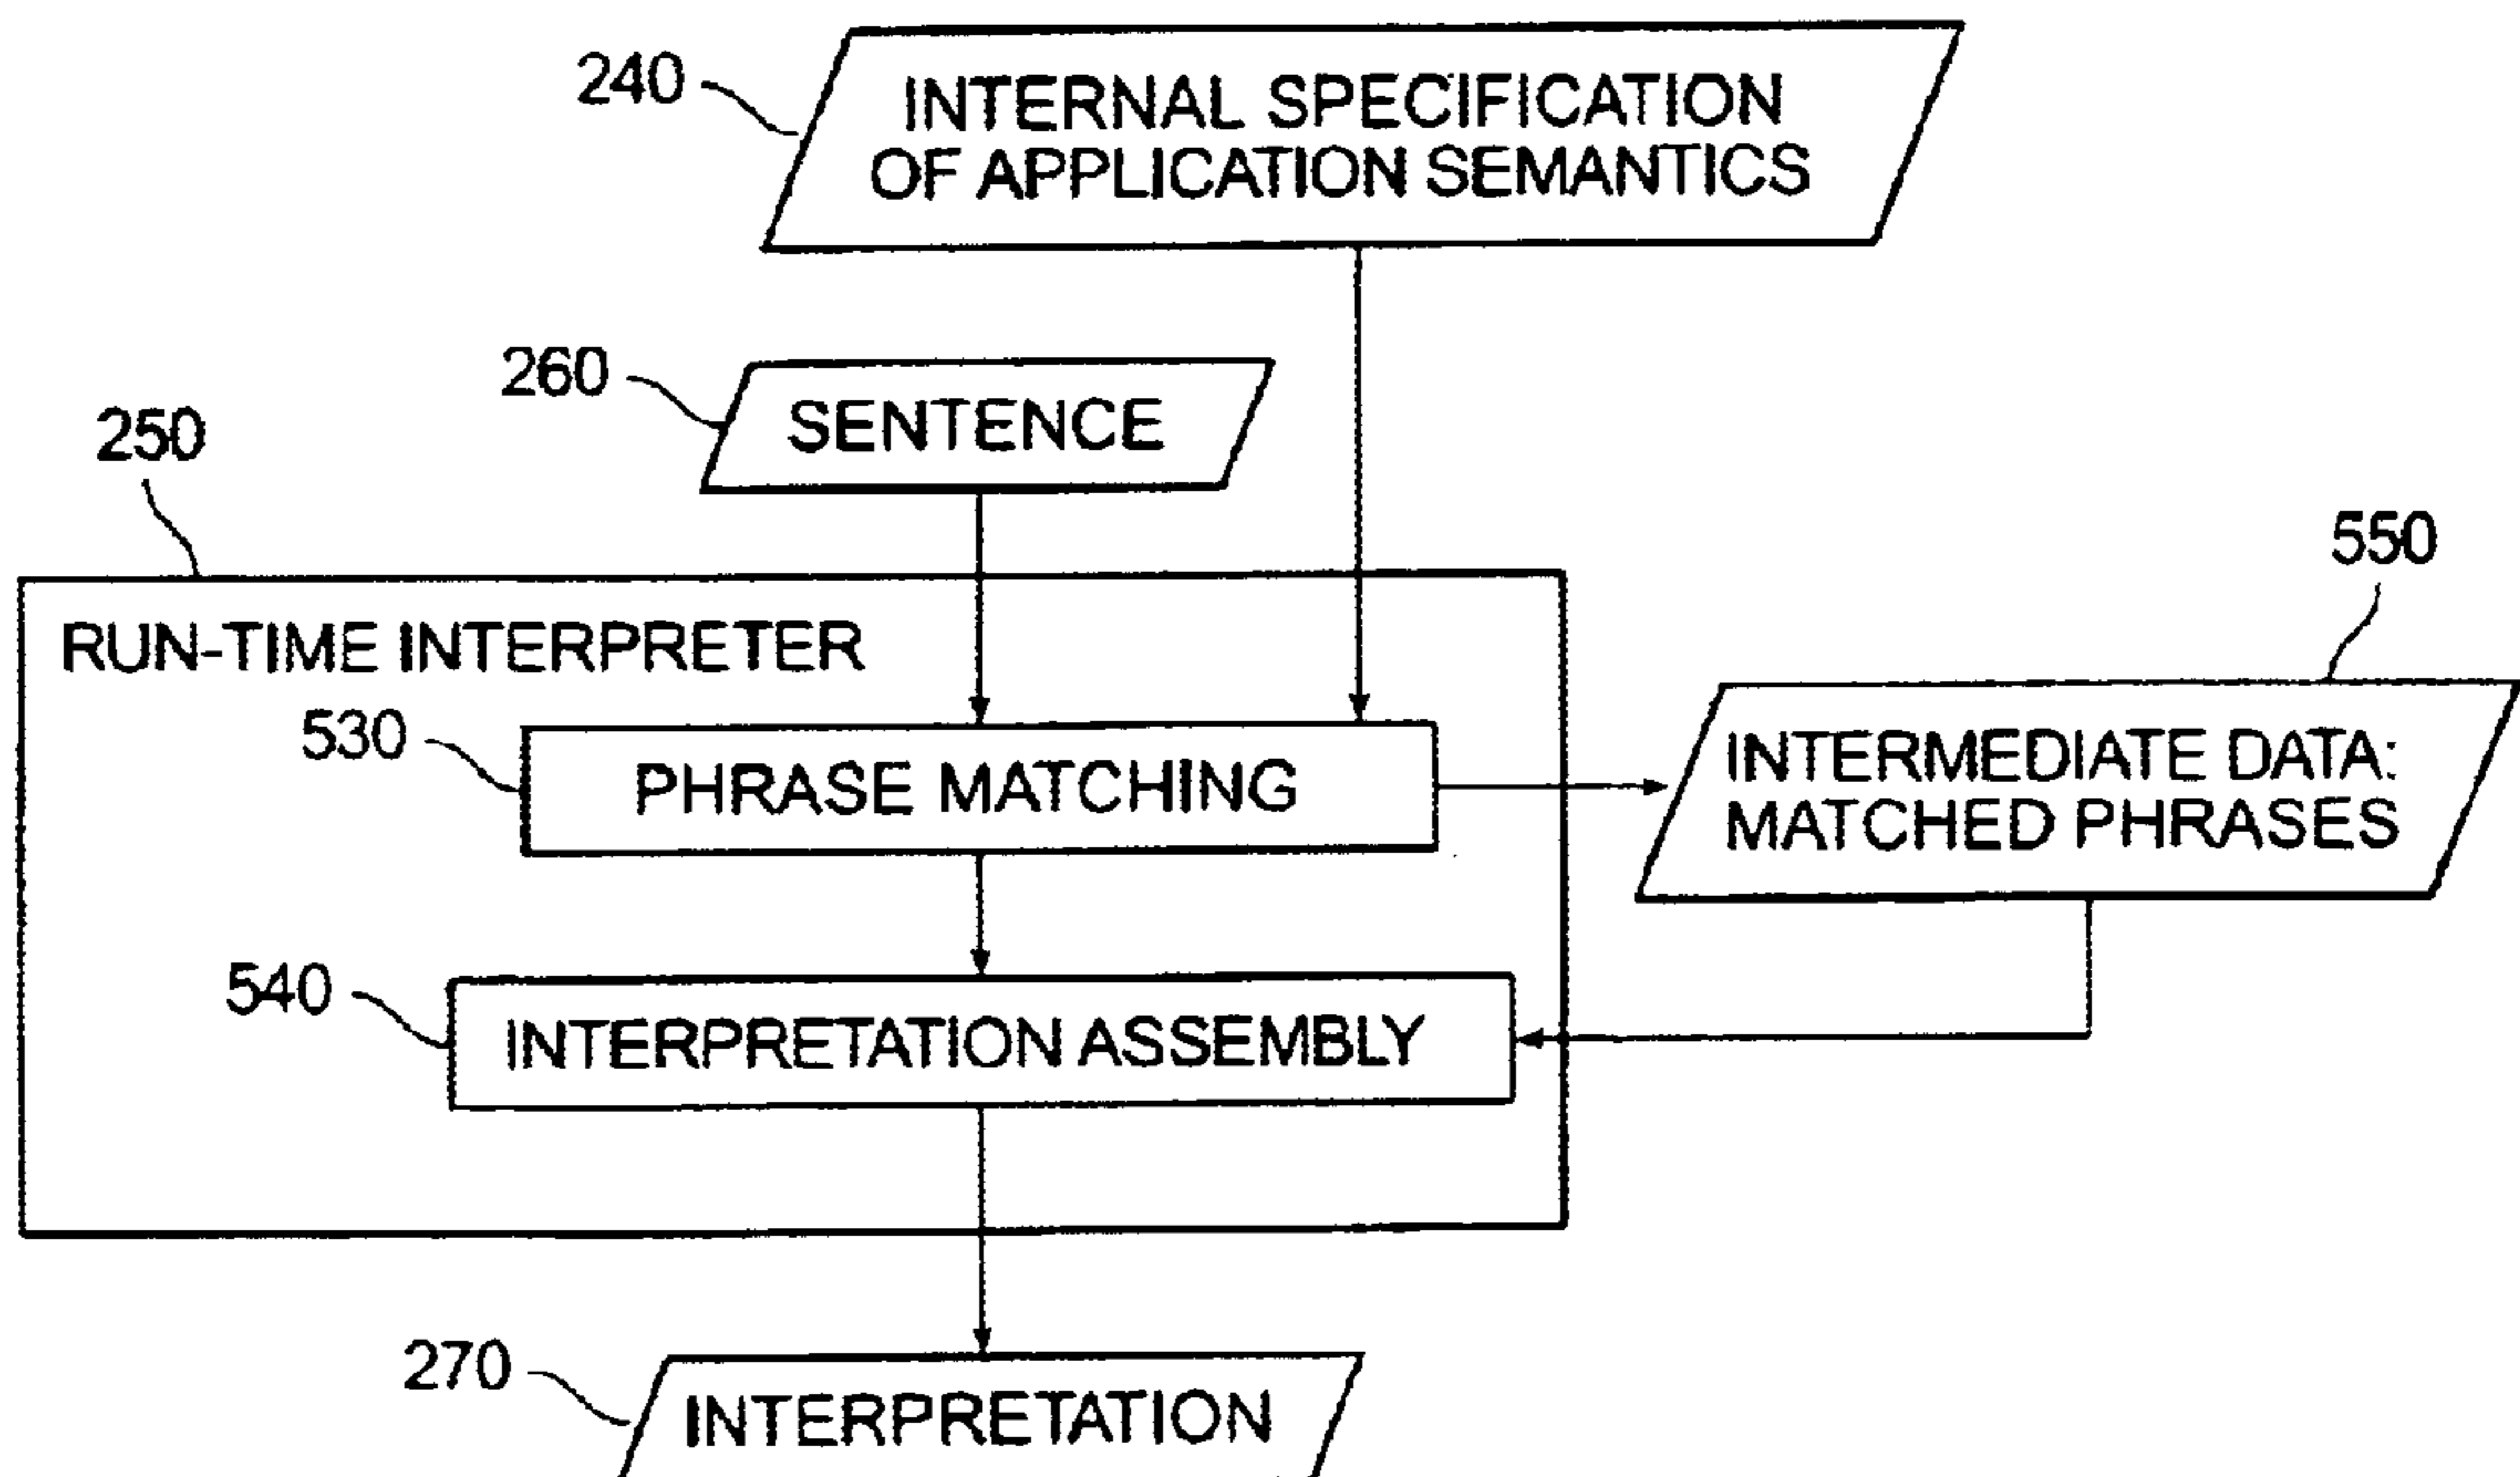 240
INTERNAL SPECIFICATION
OF APPLICATION SEMANTICS
260
SENTENCE
250
550
RUN-TIME INTERPRETER
530
PHRASE MATCHING
INTERMEDIATE DATA:
MATCHED PHRASES
540
INTERPRETATION ASSEMBLY
270
INTERPRETATION